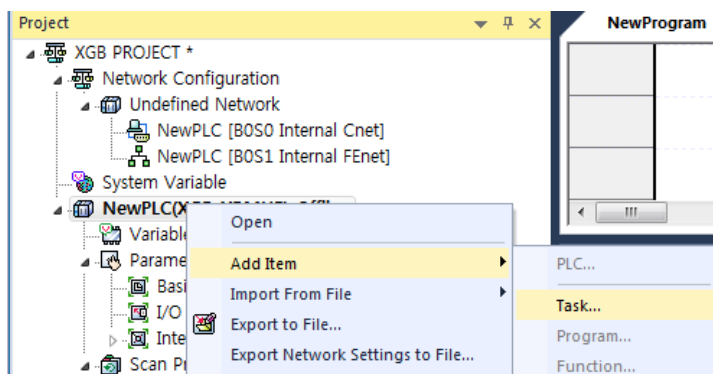 Project
NewProgram
XGB PROJECT *
Network Configuration
Undefined Network
NewPLC [B0S0 Internal Cnet]
NewPLC [B0S1 Internal FEnet]
System Variable
NewPLC(
Open
Variable
Add Item
PLC...
Parame
Import From File
Basi
Task...
I/O
Export to File...
Program...
Inte
Export Network Settings to File...
Function...
Scan Pr